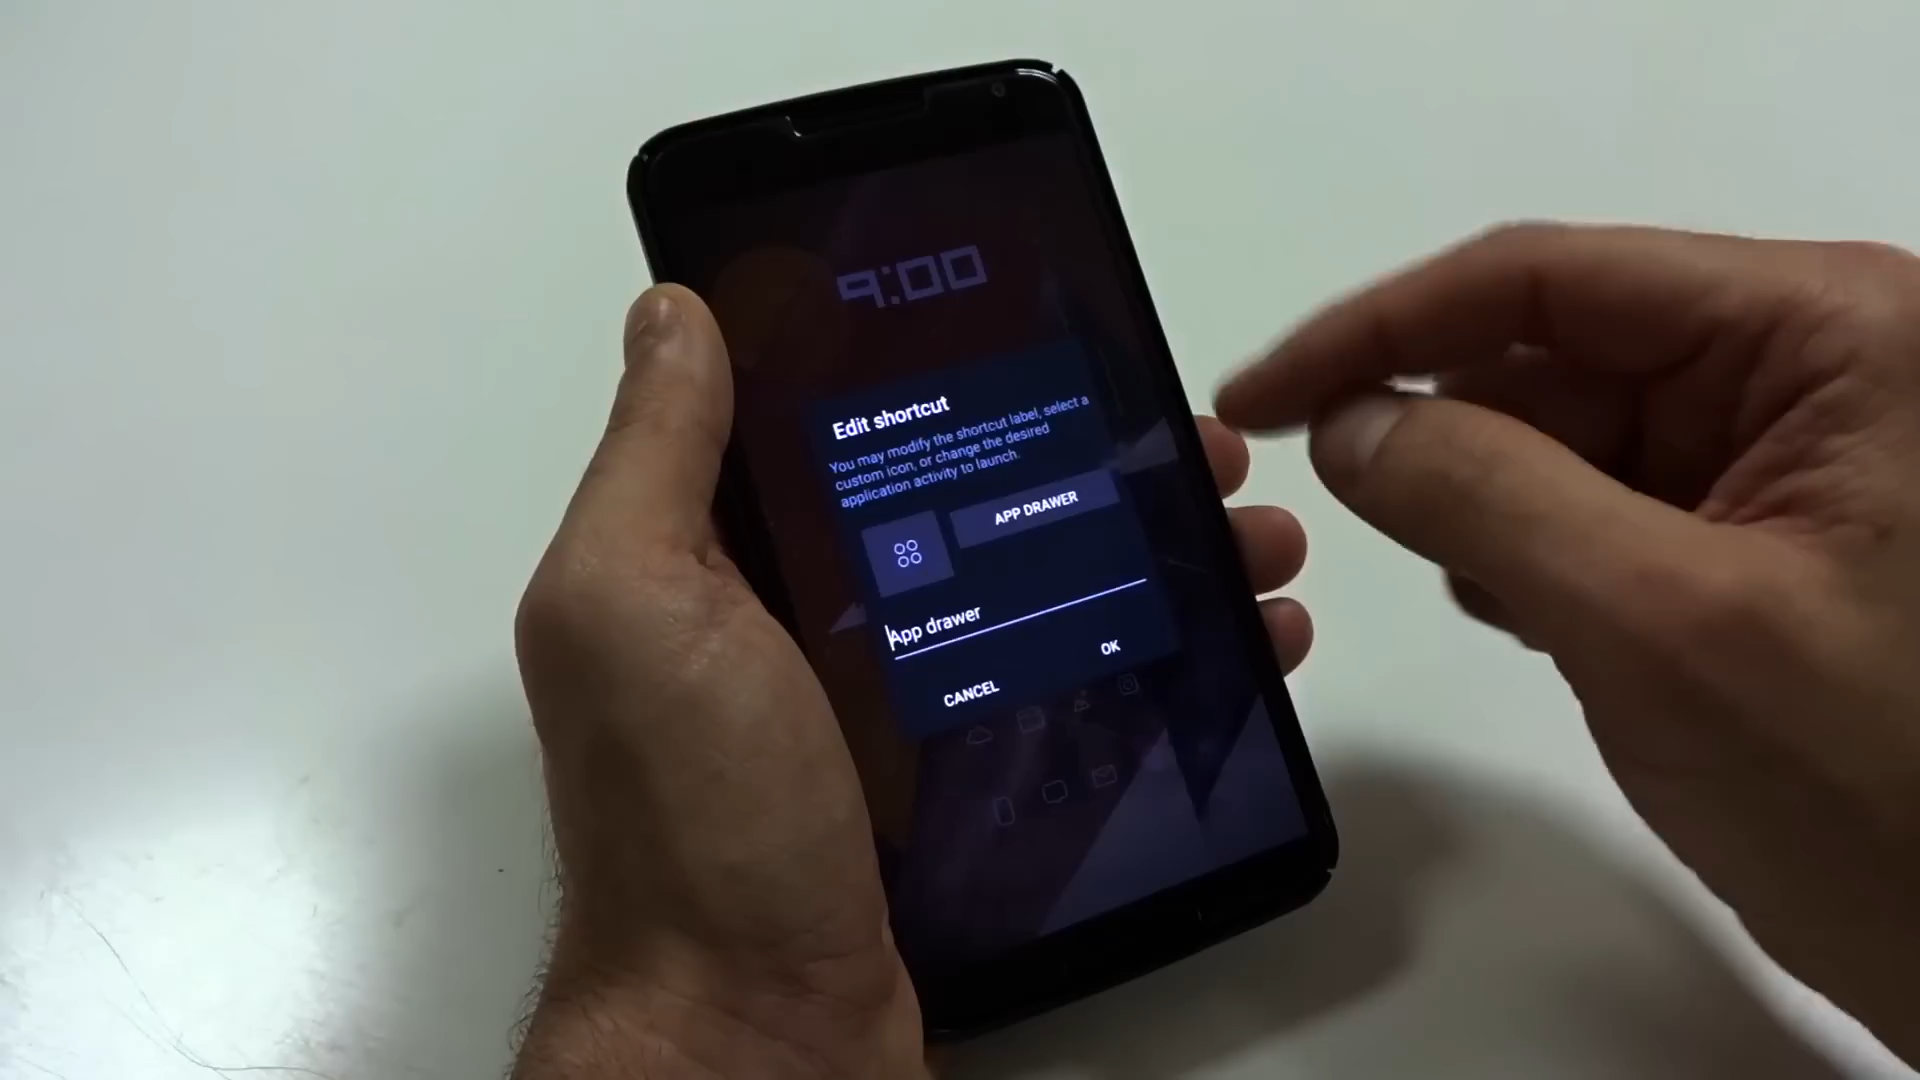 9:00
Edit shortcut
You may modify the shortcut label, select a
custom icon, or change the desired
application activity to launch.
APP DRAWER
App drawer
CANCEL
OK